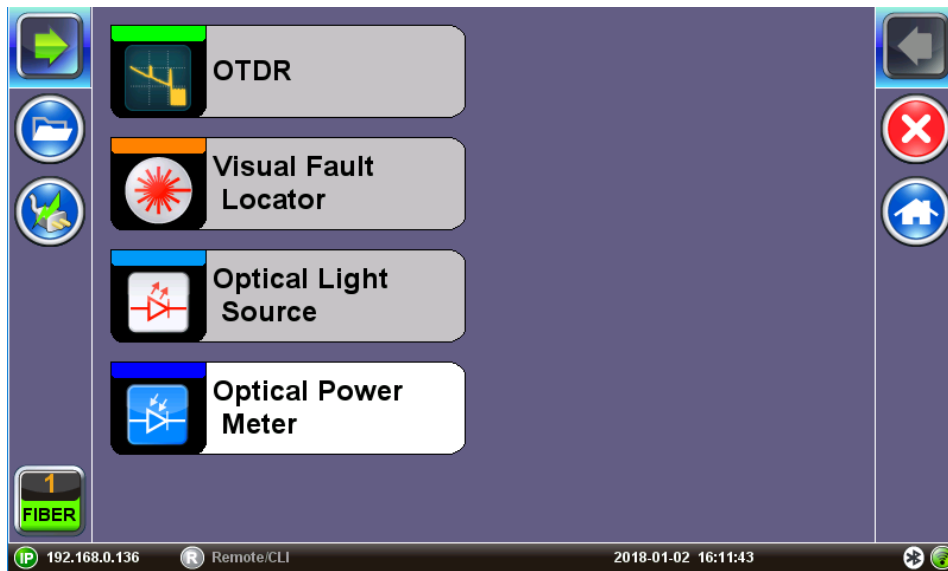 OTDR
Visual Fault
Locator
Optical Light
Source
Optical Power
Meter
1
FIBER
IP 192.168.0.136 R Remote/CLI 2018-01-02 16:11:43